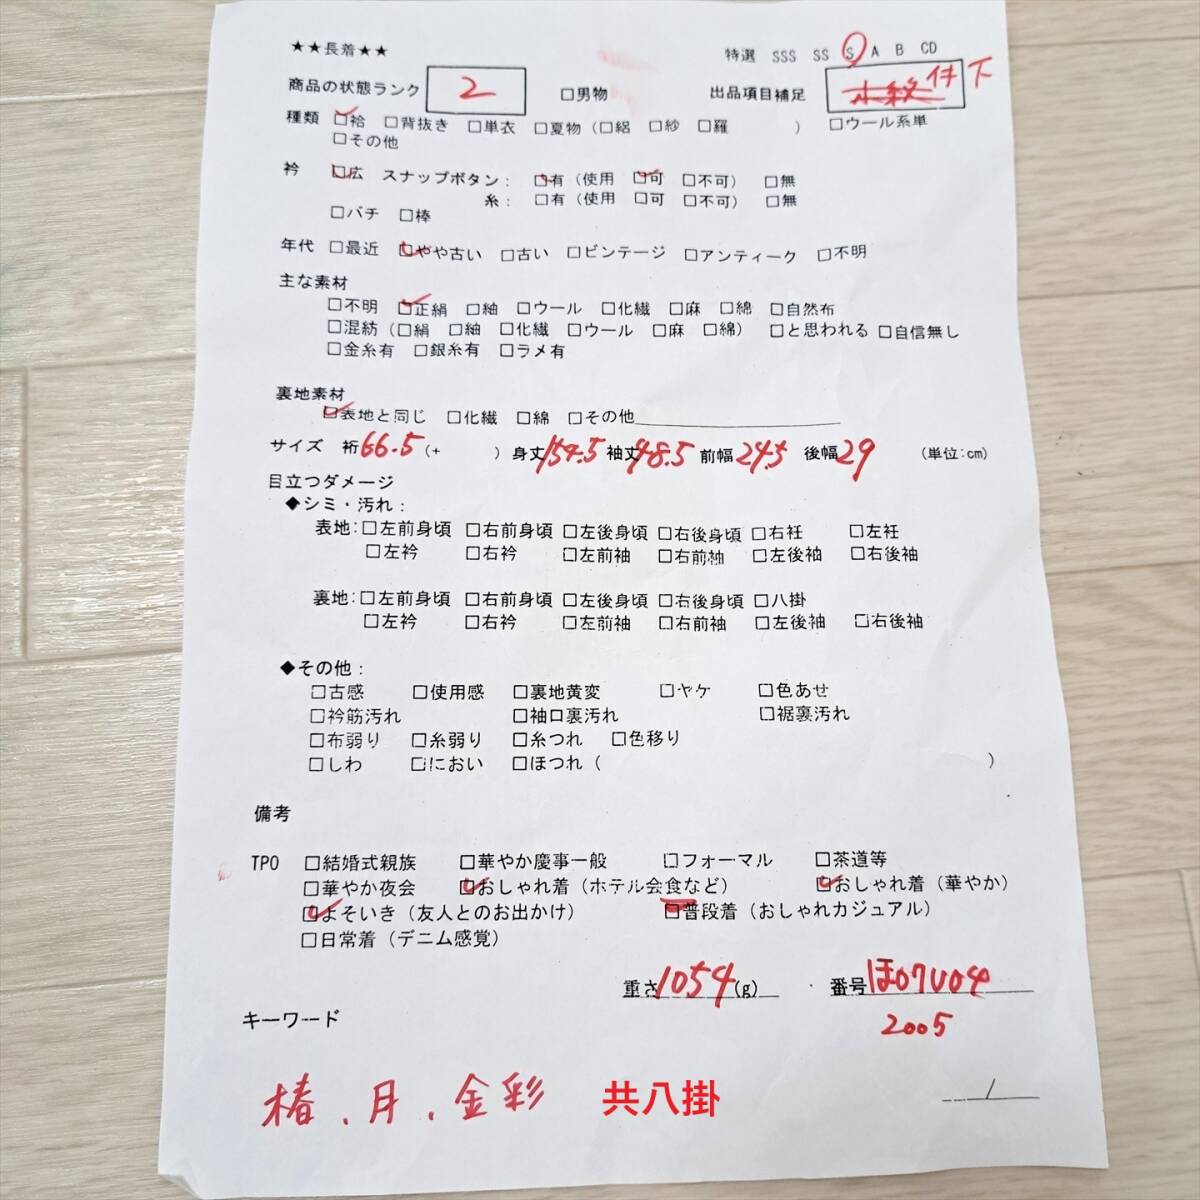 ★★長着★★ 特選 SSS SS S A B CD
商品の状態ランク 2 □男物 出品項目補足 付下
種類 □袷 □背抜き □単衣 □夏物（□絽 □紗 □羅 ） □ウール系単
□その他
衿 □広 スナップボタン： □有（使用 □可 □不可） □無
糸： □有（使用 □可 □不可） □無
□バチ □棒
年代 □最近 □やや古い □古い □ビンテージ □アンティーク □不明
主な素材
□不明 □正絹 □紬 □ウール □化繊 □麻 □綿 □自然布
□混紡（□絹 □紬 □化繊 □ウール □麻 □綿） □と思われる □自信無し
□金糸有 □銀糸有 □ラメ有
裏地素材
□表地と同じ □化繊 □綿 □その他
サイズ 裄66.5（+ ）身丈154.5 袖丈48.5 前幅24.5 後幅29 （単位:cm）
目立つダメージ
◆シミ・汚れ：
表地：□左前身頃 □右前身頃 □左後身頃 □右後身頃 □右衽 □左衽
□左衿 □右衿 □左前袖 □右前袖 □左後袖 □右後袖
裏地：□左前身頃 □右前身頃 □左後身頃 □右後身頃 □八掛
□左衿 □右衿 □左前袖 □右前袖 □左後袖 □右後袖
◆その他：
□古感 □使用感 □裏地黄変 □ヤケ □色あせ
□衿筋汚れ □袖口裏汚れ □裾裏汚れ
□布弱り □糸弱り □糸つれ □色移り
□しわ □におい □ほつれ（ ）
備考
TPO □結婚式親族 □華やか慶事一般 □フォーマル □茶道等
□華やか夜会 □おしゃれ着（ホテル会食など） □おしゃれ着（華やか）
□よそいき（友人とのお出かけ） □普段着（おしゃれカジュアル）
□日常着（デニム感覚）
重さ1054(g) 番号ほ07U04
2005
キーワード
椿、月、金彩 共八掛